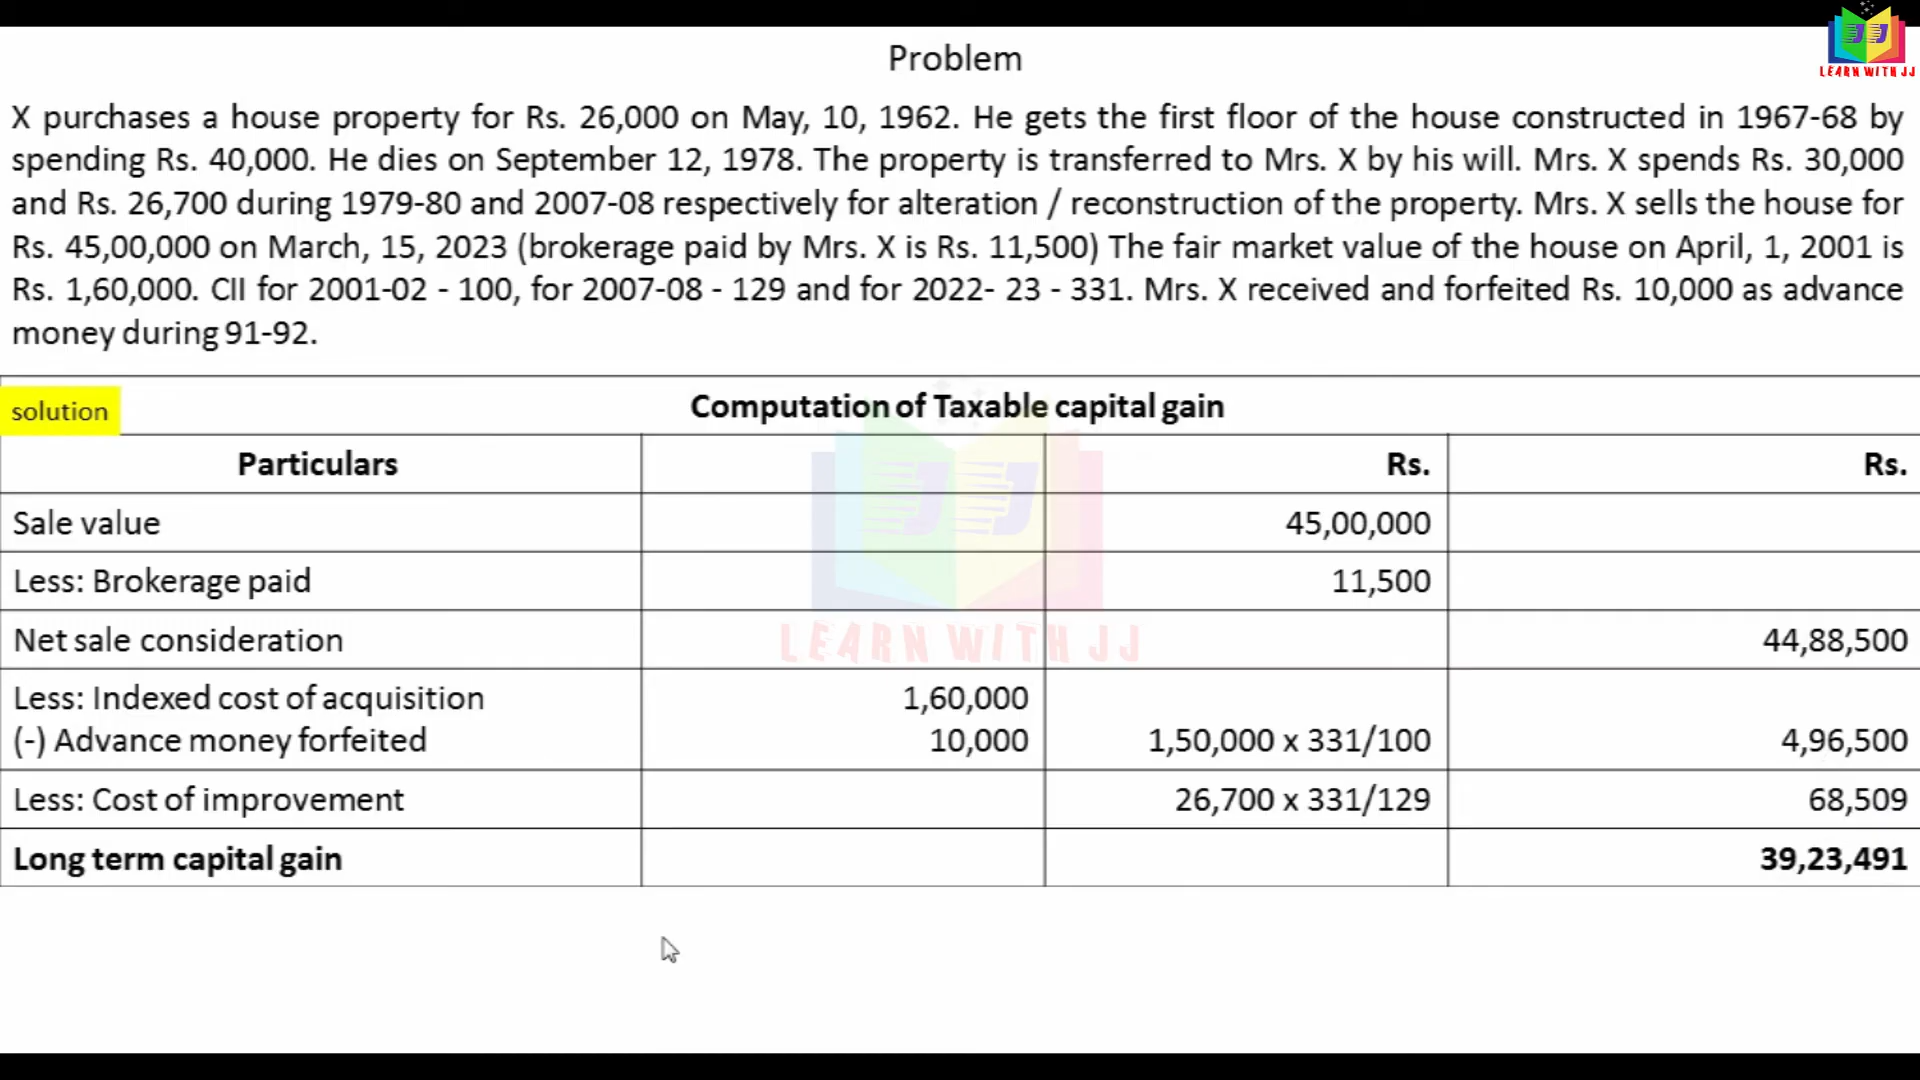 LEARN WITH JJ
Problem
X purchases a house property for Rs. 26,000 on May, 10, 1962. He gets the first floor of the house constructed in 1967-68 by
spending Rs. 40,000. He dies on September 12, 1978. The property is transferred to Mrs. X by his will. Mrs. X spends Rs. 30,000
and Rs. 26,700 during 1979-80 and 2007-08 respectively for alteration / reconstruction of the property. Mrs. X sells the house for
Rs. 45,00,000 on March, 15, 2023 (brokerage paid by Mrs. X is Rs. 11,500) The fair market value of the house on April, 1, 2001 is
Rs. 1,60,000. CII for 2001-02 - 100, for 2007-08 - 129 and for 2022- 23 - 331. Mrs. X received and forfeited Rs. 10,000 as advance
money during 91-92.
solution
Computation of Taxable capital gain
Particulars Rs. Rs.
Sale value 45,00,000
Less: Brokerage paid 11,500
Net sale consideration 44,88,500
LEARN WITH JJ
Less: Indexed cost of acquisition 1,60,000
(-) Advance money forfeited 10,000 1,50,000 x 331/100 4,96,500
Less: Cost of improvement 26,700 x 331/129 68,509
Long term capital gain 39,23,491